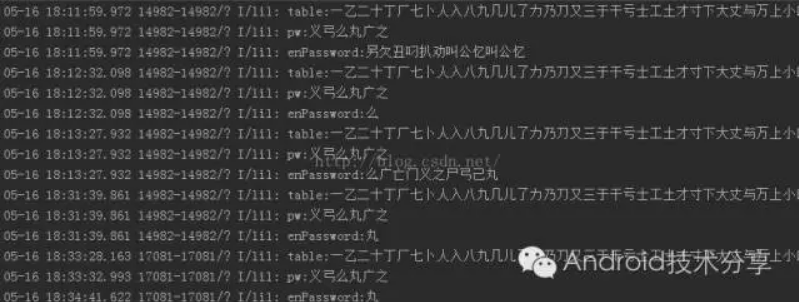 05-16 18:11:59.972 14982-14982/? I/lil: table:一乙二十丁厂七卜人入八九几儿了力乃刀又三于干亏士工土才寸下大丈与万上小
05-16 18:11:59.972 14982-14982/? I/lil: pw:义弓么丸广之
05-16 18:11:59.972 14982-14982/? I/lil: enPassword:另欠丑叼扒劝叫公忆叫公忆
05-16 18:12:32.098 14982-14982/? I/lil: table:一乙二十丁厂七卜人入八九几儿了力乃刀又三于干亏士工土才寸下大丈与万上小
05-16 18:12:32.098 14982-14982/? I/lil: pw:义弓么丸广之
05-16 18:12:32.098 14982-14982/? I/lil: enPassword:么
05-16 18:13:27.932 14982-14982/? I/lil: table:一乙二十丁厂七卜人入八九几儿了力乃刀又三于干亏士工土才寸下大丈与万上小
05-16 18:13:27.932 14982-14982/? I/lil: pw:义弓么丸广之
http://blog.csdn.net/
05-16 18:13:27.932 14982-14982/? I/lil: enPassword:么广亡门义之尸弓己丸
05-16 18:31:39.861 14982-14982/? I/lil: table:一乙二十丁厂七卜人入八九几儿了力乃刀又三于干亏士工土才寸下大丈与万上小
05-16 18:31:39.861 14982-14982/? I/lil: pw:义弓么丸广之
05-16 18:31:39.861 14982-14982/? I/lil: enPassword:丸
05-16 18:33:28.163 17081-17081/? I/lil: table:一乙二十丁厂七卜人入八九几儿了力乃刀又三于干亏士工土才寸下大丈与万上小
05-16 18:33:32.993 17081-17081/? I/lil: pw:义弓么丸广之
Android技术分享
05-16 18:34:41.622 17081-17081/? I/lil: enPassword:丸